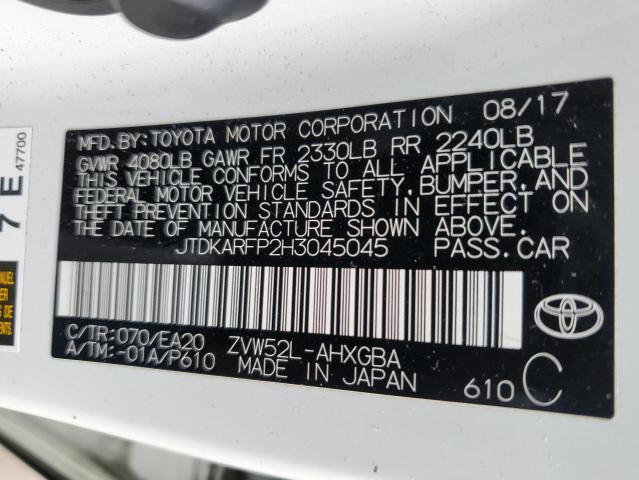 MFD. BY: TOYOTA MOTOR CORPORATION 08/17
GVWR 4080LB GAWR FR 2330LB RR 2240LB
THIS VEHICLE CONFORMS TO ALL APPLICABLE
FEDERAL MOTOR VEHICLE SAFETY, BUMPER, AND
THEFT PREVENTION STANDARDS IN EFFECT ON
THE DATE OF MANUFACTURE SHOWN ABOVE.
JTDKARFP2H3045045 PASS. CAR
C/TR: 070/EA20 ZVW52L-AHXGBA
A/TM: -01A/P610 MADE IN JAPAN
610 C
7 E
47700